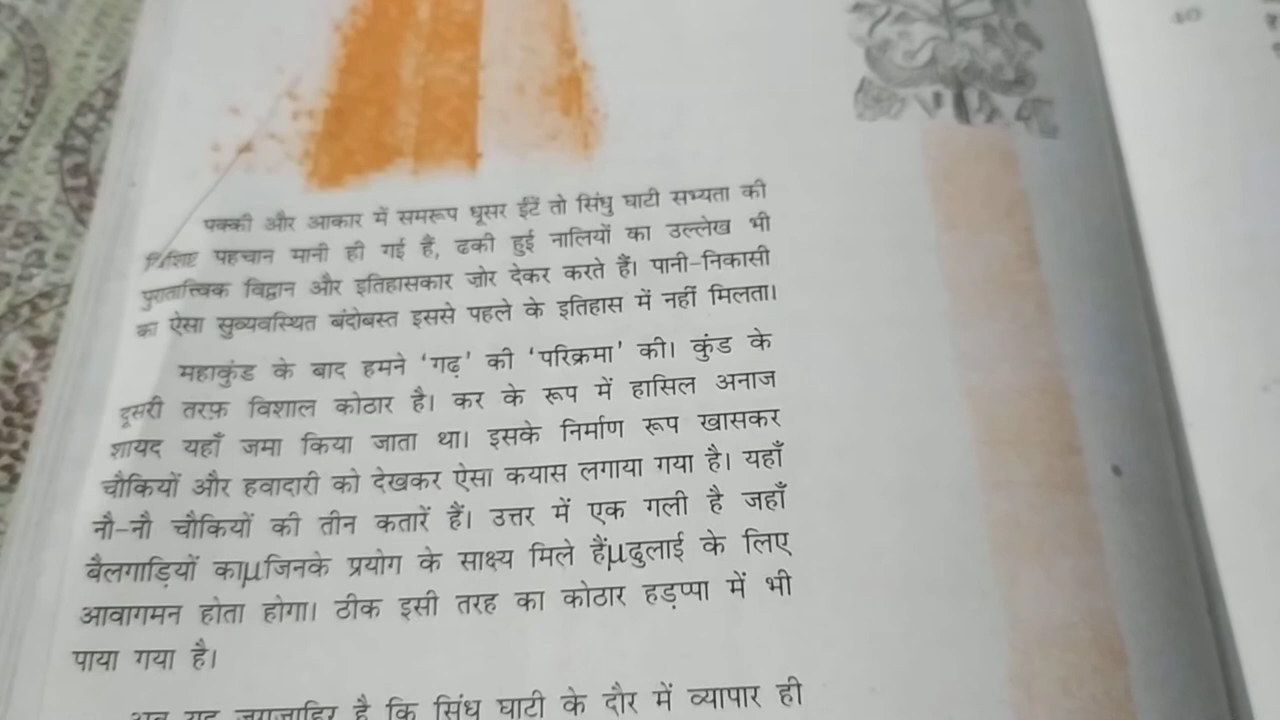 पक्की और आकार में समरूप धूसर ईंटें तो सिंधु घाटी सभ्यता की
पहचान मानी ही गई हैं, ढकी हुई नालियों का उल्लेख भी
पुरातात्त्विक विद्वान और इतिहासकार ज़ोर देकर करते हैं। पानी-निकासी
का ऐसा सुव्यवस्थित बंदोबस्त इससे पहले के इतिहास में नहीं मिलता।
महाकुंड के बाद हमने ‘गढ़’ की ‘परिक्रमा’ की। कुंड के
दूसरी तरफ़ विशाल कोठार है। कर के रूप में हासिल अनाज
शायद यहाँ जमा किया जाता था। इसके निर्माण रूप खासकर
चौकियों और हवादारी को देखकर ऐसा कयास लगाया गया है। यहाँ
नौ-नौ चौकियों की तीन कतारें हैं। उत्तर में एक गली है जहाँ
बैलगाड़ियों काµजिनके प्रयोग के साक्ष्य मिले हैंµढुलाई के लिए
आवागमन होता होगा। ठीक इसी तरह का कोठार हड़प्पा में भी
पाया गया है।
है कि सिंधु घाटी के दौर में व्यापार ही